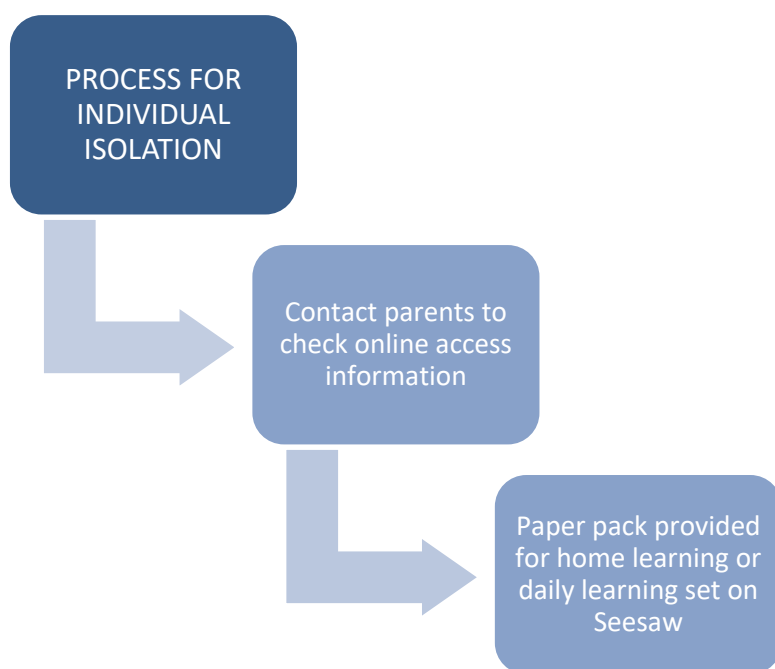 PROCESS FOR
INDIVIDUAL
ISOLATION
Contact parents to
check online access
information
Paper pack provided
for home learning or
daily learning set on
Seesaw